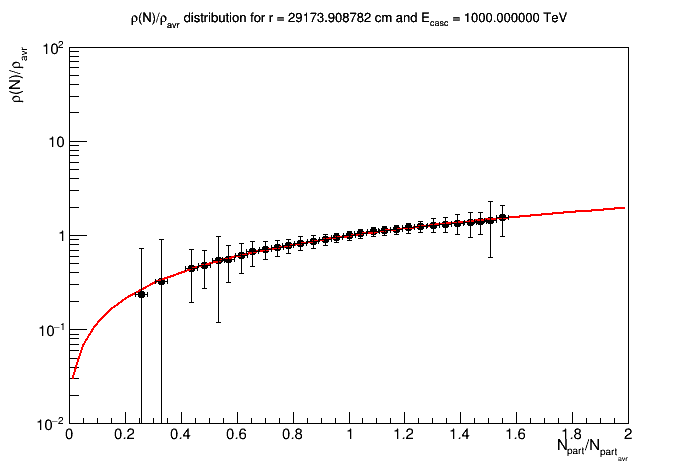 ρ(N)/ρavr distribution for r = 29173.908782 cm and Ecasc = 1000.000000 TeV
ρ(N)/ρavr
10²
10
1
10⁻¹
10⁻²
0 0.2 0.4 0.6 0.8 1 1.2 1.4 1.6 1.8 2
Npart/Npartavr